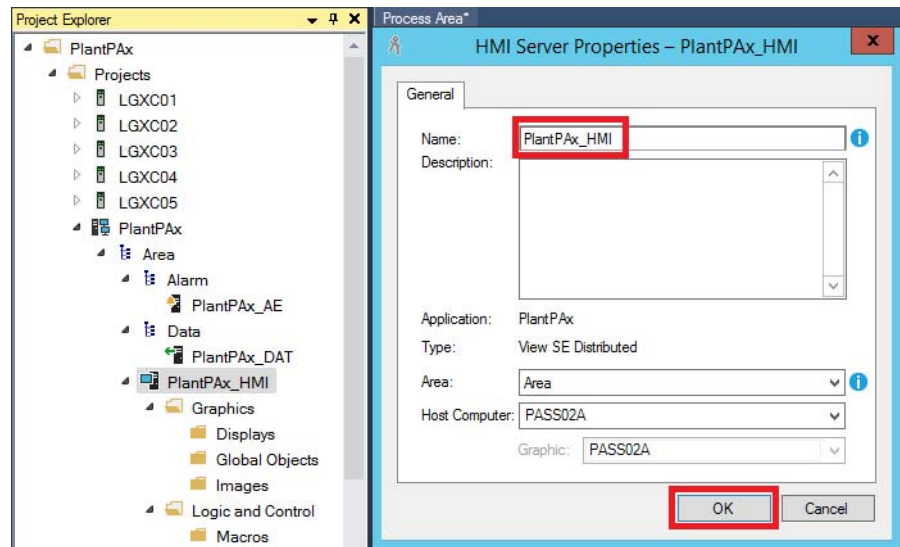 Project Explorer
PlantPAx
Projects
LGXC01
LGXC02
LGXC03
LGXC04
LGXC05
PlantPAx
Area
Alarm
PlantPAx_AE
Data
PlantPAx_DAT
PlantPAx_HMI
Graphics
Displays
Global Objects
Images
Logic and Control
Macros
Process Area*
HMI Server Properties – PlantPAx_HMI
x
General
Name: PlantPAx_HMI
Description:
Application: PlantPAx
Type: View SE Distributed
Area: Area
Host Computer: PASS02A
Graphic: PASS02A
OK Cancel